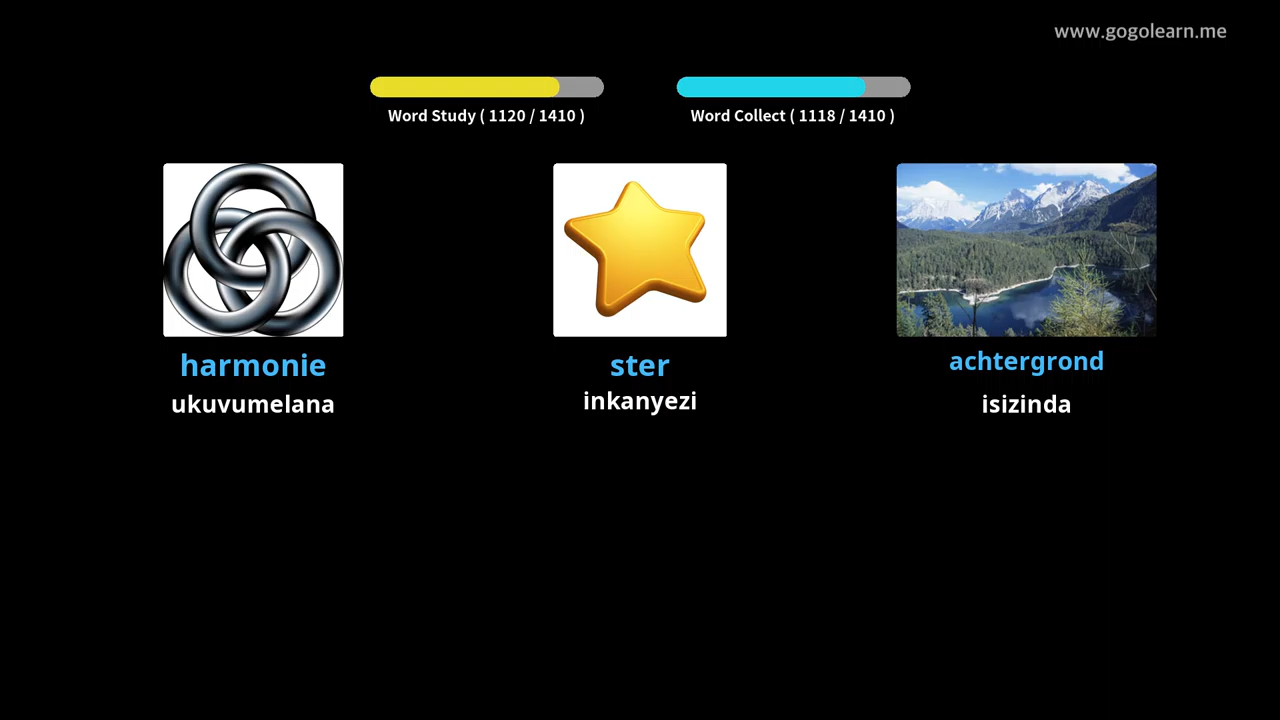 www.gogolearn.me
Word Study ( 1120 / 1410 )
Word Collect ( 1118 / 1410 )
harmonie
ukuvumelana
ster
inkanyezi
achtergrond
isizinda